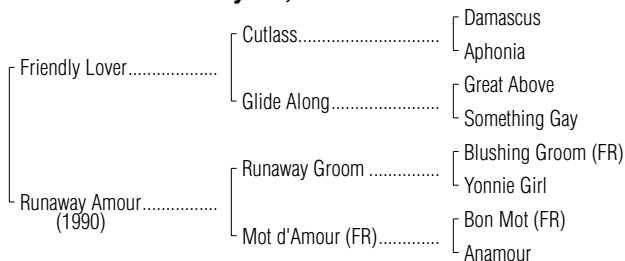 Damascus
Cutlass..............................
Aphonia
Friendly Lover...................
Great Above
Glide Along.......................
Something Gay
Blushing Groom (FR)
Runaway Groom ...............
Yonnie Girl
Runaway Amour................
(1990)
Bon Mot (FR)
Mot d'Amour (FR).............
Anamour